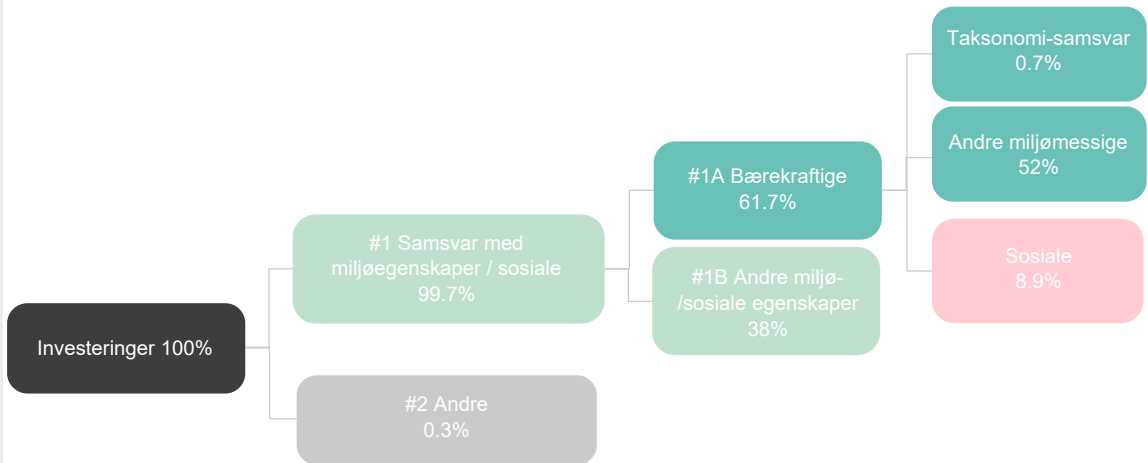 Investeringer 100%
#1 Samsvar med
miljøegenskaper / sosiale
99.7%
#2 Andre
0.3%
#1A Bærekraftige
61.7%
#1B Andre miljø-
/sosiale egenskaper
38%
Taksonomi-samsvar
0.7%
Andre miljømessige
52%
Sosiale
8.9%